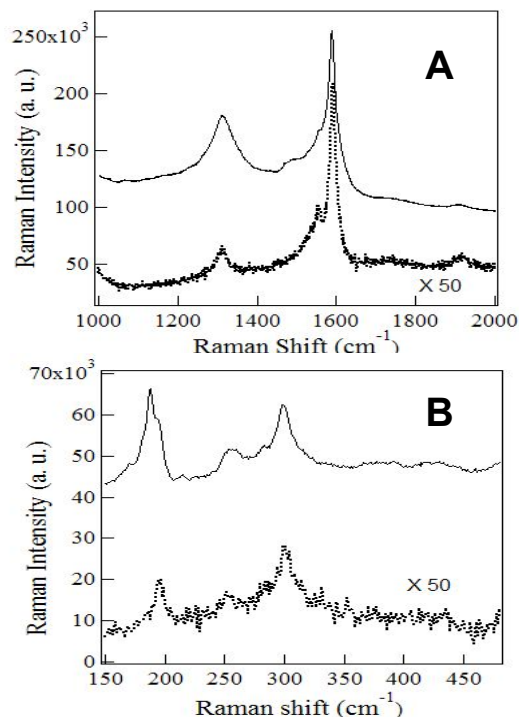 A
250x10³
200
150
100
50
Raman Intensity (a. u.)
X 50
1000
1200
1400
1600
1800
2000
Raman Shift (cm⁻¹)
B
70x10³
60
50
40
30
20
10
0
Raman Intensity (a. u.)
X 50
150
200
250
300
350
400
450
Raman shift (cm⁻¹)